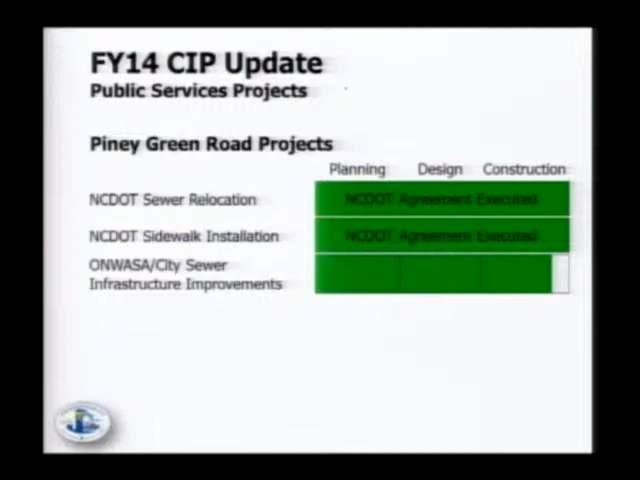 FY14 CIP Update
Public Services Projects
Piney Green Road Projects
Planning Design Construction
NCDOT Sewer Relocation NCDOT Agreement Executed
NCDOT Sidewalk Installation NCDOT Agreement Executed
ONWASA/City Sewer
Infrastructure Improvements